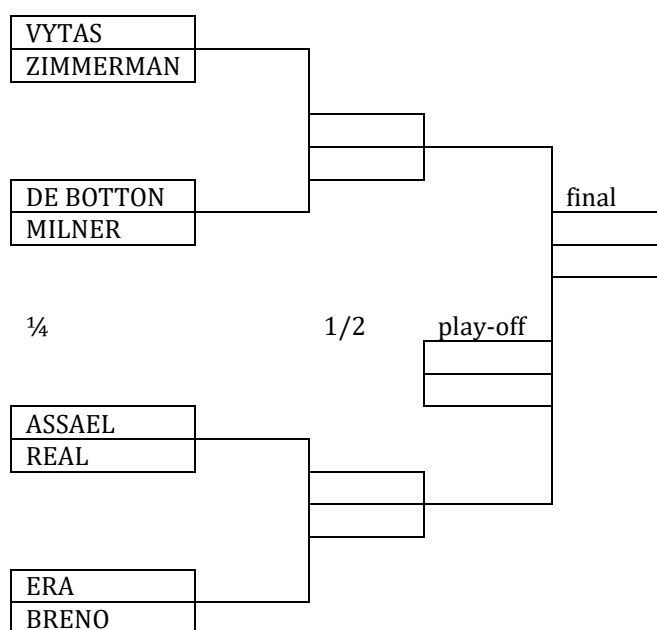 VYTAS
ZIMMERMAN
DE BOTTON
MILNER
final
¼ 1/2 play-off
ASSAEL
REAL
ERA
BRENO